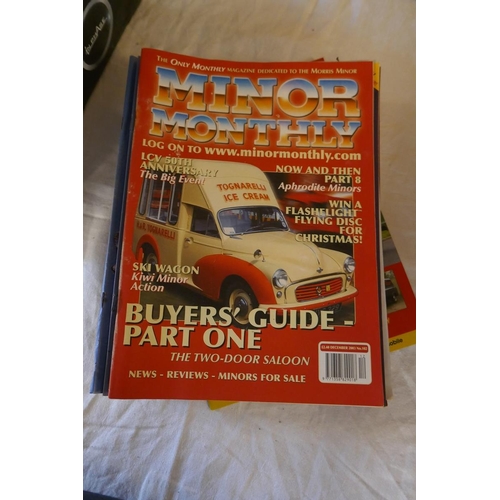 THE ONLY MONTHLY MAGAZINE DEDICATED TO THE MORRIS MINOR
MINOR
MONTHLY
LOG ON TO www.minormonthly.com
LCV 50TH
ANNIVERSARY
The Big Event
NOW AND THEN
PART 8
Aphrodite Minors
WIN A
FLASHFLIGHT
FLYING DISC
FOR
CHRISTMAS!
TOGNARELLI
ICE CREAM
TOGNARELLI
SKI WAGON
Kiwi Minor
Action
BUYERS' GUIDE -
PART ONE
THE TWO-DOOR SALOON
NEWS - REVIEWS - MINORS FOR SALE